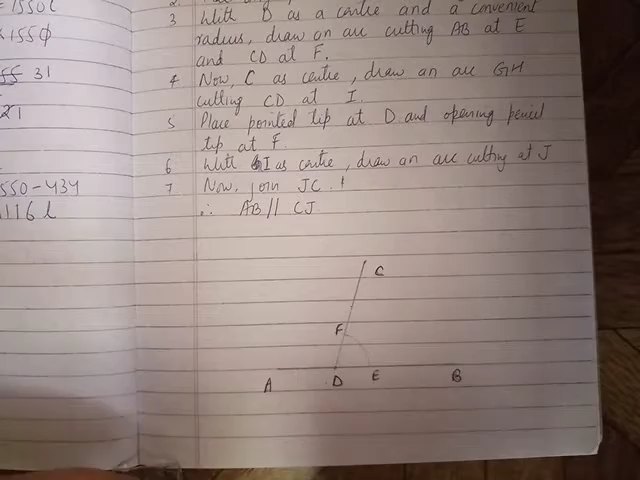 = 1550l
2.
3 With D as a centre and a convenient
× 1550
radius, draw an arc cutting AB at E
and CD at F.
55 31
4 Now, C as centre, draw an arc GH
cutting CD at I.
21
5 Place pointed tip at D and opening pencil
tip at F
6 With I as centre, draw an arc cutting at J
550-434
7 Now, join JC.
116 l
∴ AB // CJ
C
F
A D E B